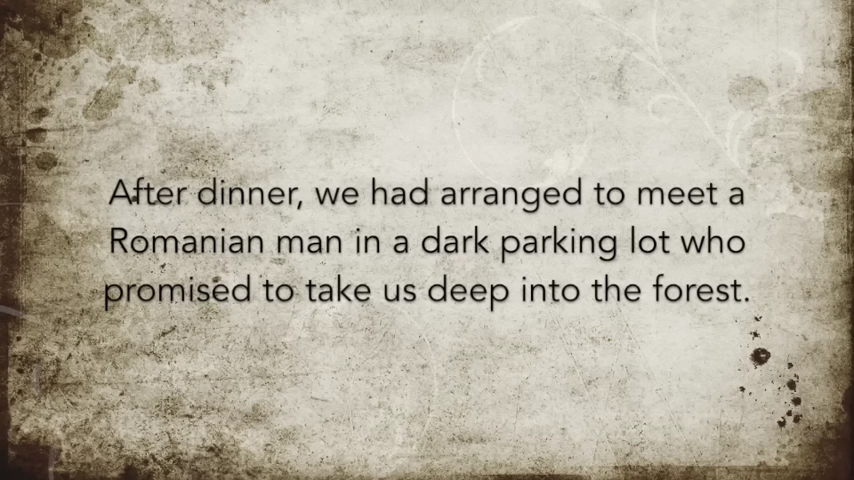 After dinner, we had arranged to meet a
Romanian man in a dark parking lot who
promised to take us deep into the forest.